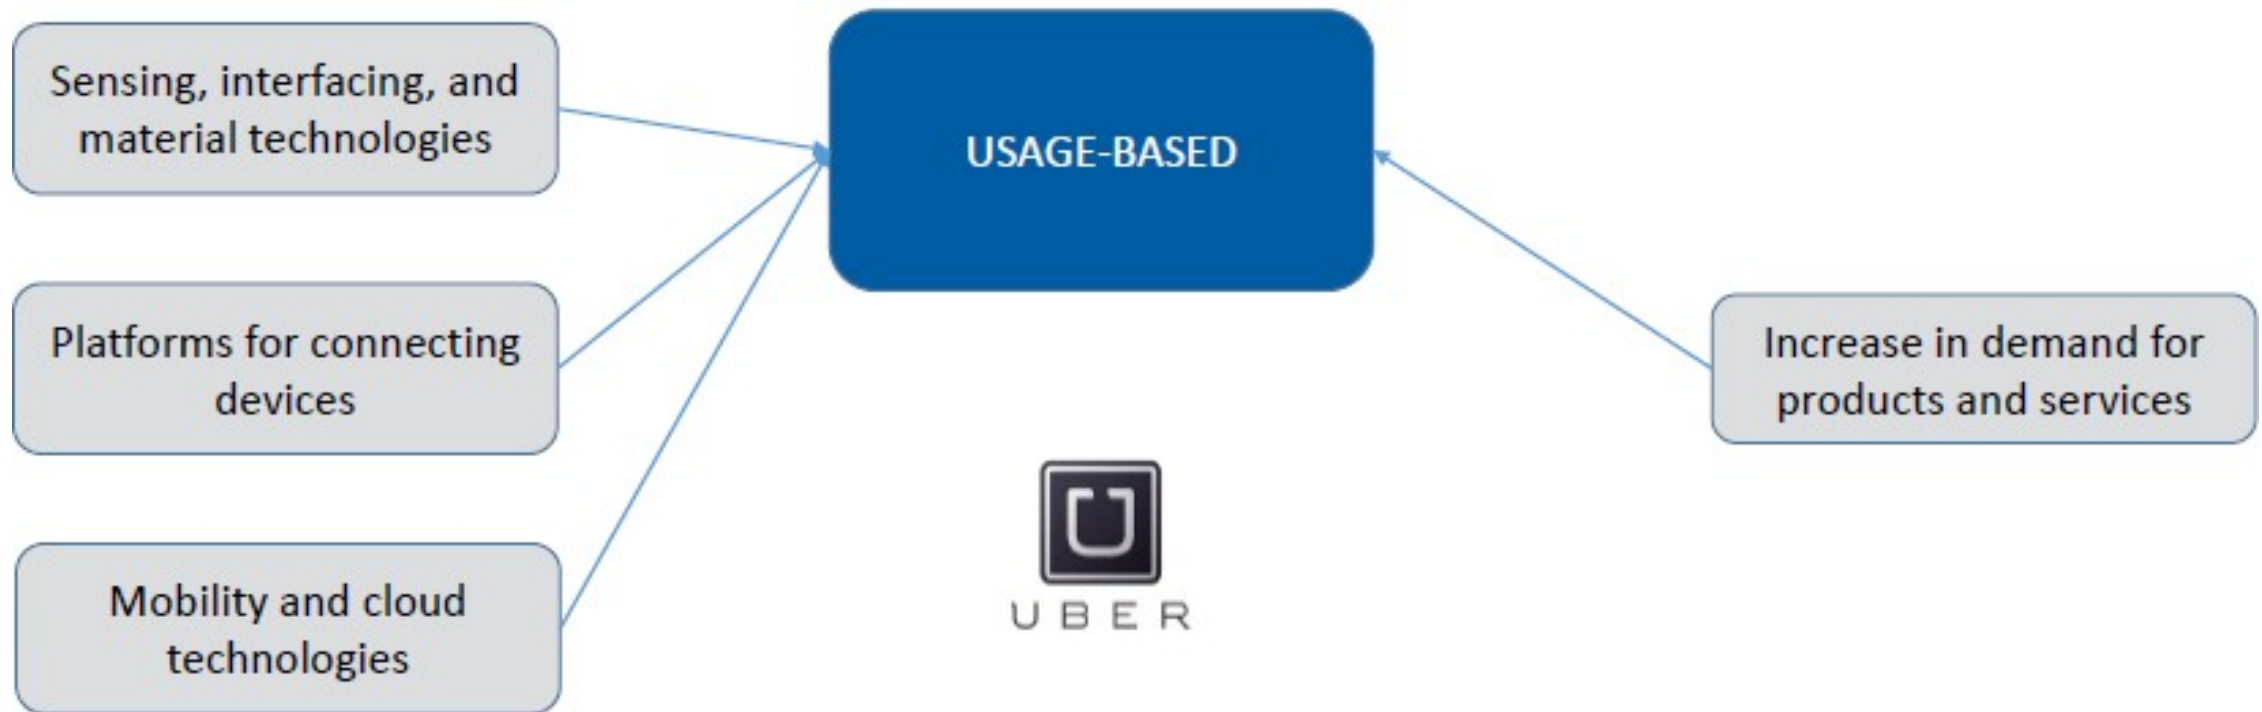 Sensing, interfacing, and
material technologies
USAGE-BASED
Platforms for connecting
devices
Increase in demand for
products and services
Mobility and cloud
technologies
U
UBER